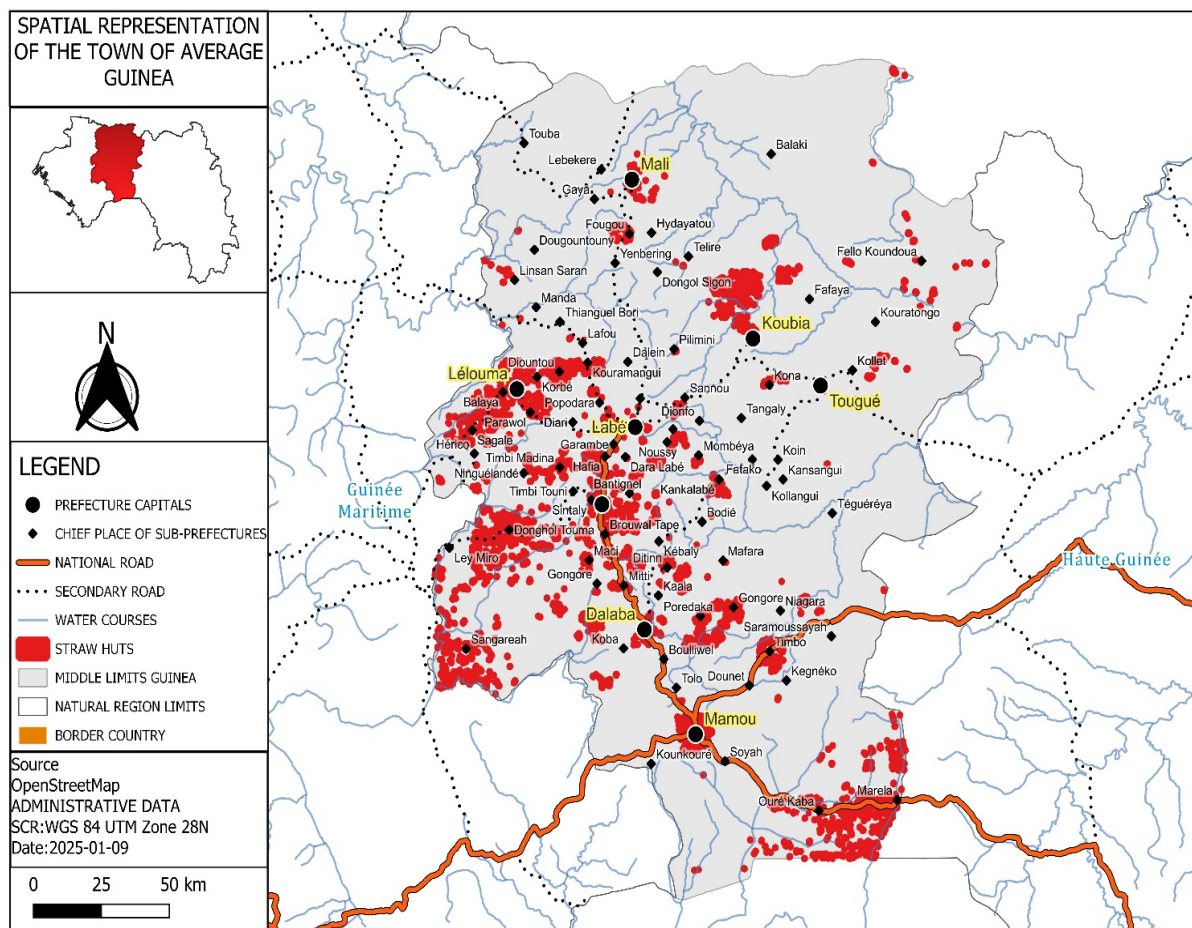 SPATIAL REPRESENTATION
OF THE TOWN OF AVERAGE
GUINEA
N
LEGEND
PREFECTURE CAPITALS
CHIEF PLACE OF SUB-PREFECTURES
NATIONAL ROAD
SECONDARY ROAD
WATER COURSES
STRAW HUTS
MIDDLE LIMITS GUINEA
NATURAL REGION LIMITS
BORDER COUNTRY
Source
OpenStreetMap
ADMINISTRATIVE DATA
SCR:WGS 84 UTM Zone 28N
Date:2025-01-09
0 25 50 km
Touba
Balaki
Lebekere
Mali
Gaya
Fougou
Hydayatou
Dougountouny
Yenbering
Telire
Fello Koundoua
Linsan Saran
Dongol Sigon
Manda
Fafaya
Thianguel Bori
Kouratongo
Koubia
Lafou
Pilimini
Dalein
Diountou
Kouramangui
Kollet
Lélouma
Korbé
Kona
Tougué
Balaya
Popodara
Sannou
Parawol
Diari
Dionfo
Tangaly
Labé
Hérico
Sagale
Garambe
Noussy
Mombéya
Koin
Timbi Madina
Hafia
Dara Labé
Fatako
Kansangui
Ninguélandé
Bantignel
Kankalabé
Kollangui
Guinée
Maritime
Timbi Touni
Sintaly
Brouwal Tape
Bodié
Téguéréya
Donghol Touma
Ley Miro
Maci
Ditinn
Kébaly
Mafara
Haute Guinée
Gongore
Mitti
Kaala
Dalaba
Poredaka
Gongore
Niagara
Saramoussayah
Sangareah
Koba
Boulliwel
Timbo
Tolo
Dounet
Kegnéko
Mamou
Kounkouré
Soyah
Ouré Kaba
Marela